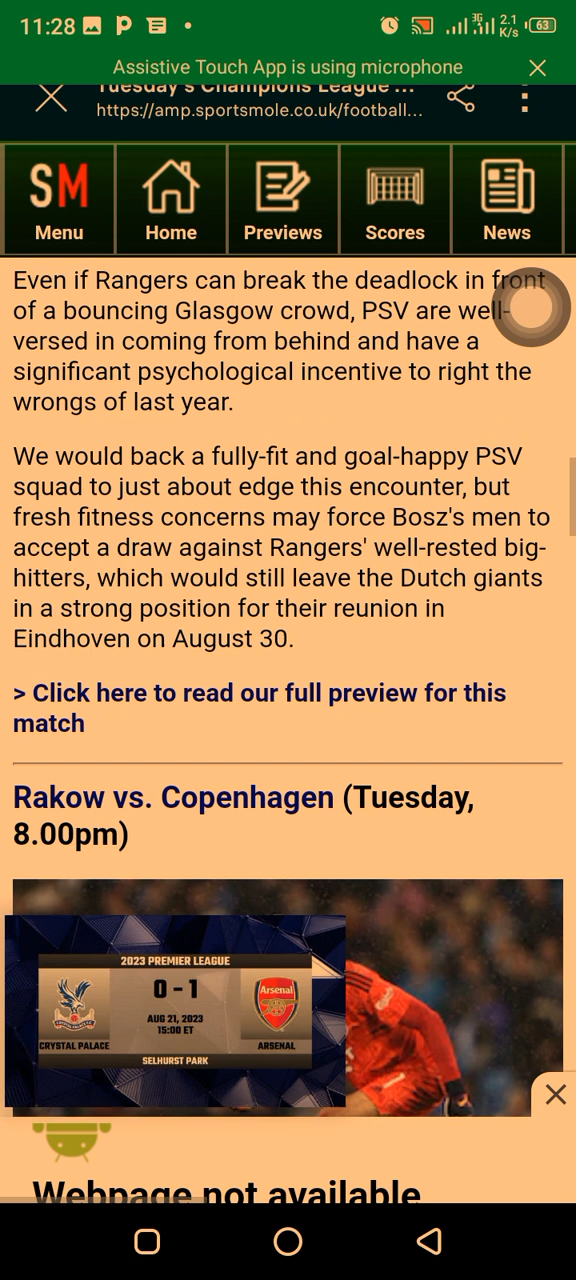 11:28
3G
2.1
K/s
63
Assistive Touch App is using microphone
Tuesday's Champions League ...
https://amp.sportsmole.co.uk/football...
SM
Menu
Home
Previews
Scores
News
Even if Rangers can break the deadlock in front
of a bouncing Glasgow crowd, PSV are well-
versed in coming from behind and have a
significant psychological incentive to right the
wrongs of last year.
We would back a fully-fit and goal-happy PSV
squad to just about edge this encounter, but
fresh fitness concerns may force Bosz's men to
accept a draw against Rangers' well-rested big-
hitters, which would still leave the Dutch giants
in a strong position for their reunion in
Eindhoven on August 30.
> Click here to read our full preview for this
match
Rakow vs. Copenhagen (Tuesday,
8.00pm)
2023 PREMIER LEAGUE
0 - 1
Arsenal
AUG 21, 2023
15:00 ET
CRYSTAL PALACE
ARSENAL
SELHURST PARK
Webpage not available